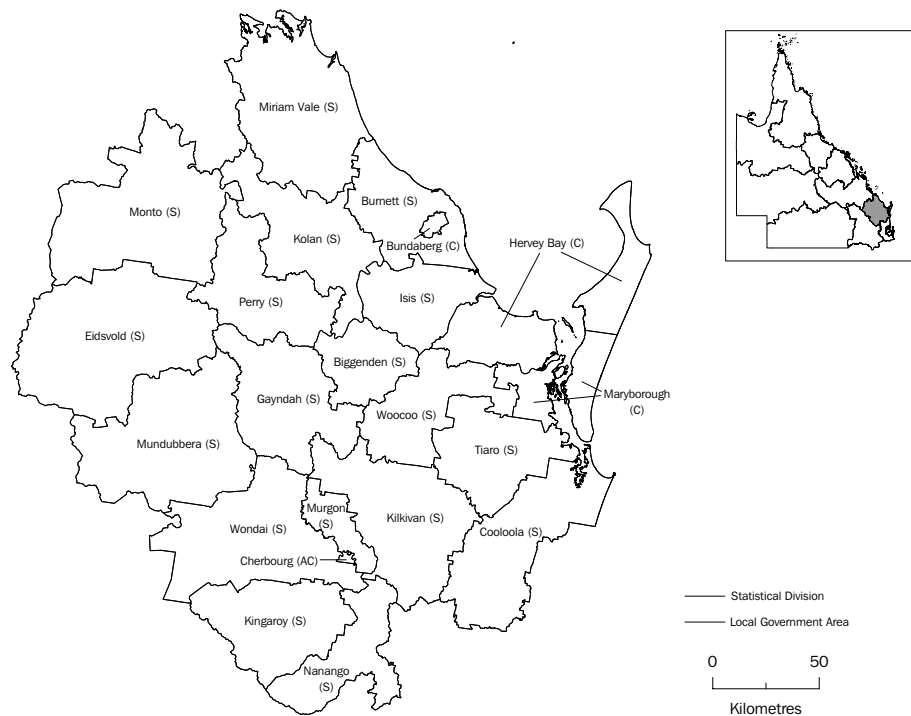 Miriam Vale (S)
Monto (S)
Burnett (S)
Kolan (S)
Bundaberg (C)
Hervey Bay (C)
Perry (S)
Isis (S)
Eidsvold (S)
Biggenden (S)
Gayndah (S)
Maryborough
(C)
Woocoo (S)
Mundubbera (S)
Tiaro (S)
Murgon
(S)
Kilkivan (S)
Wondai (S)
Cooloola (S)
Cherbourg (AC)
Kingaroy (S)
Nanango
(S)
Statistical Division
Local Government Area
0 50
Kilometres